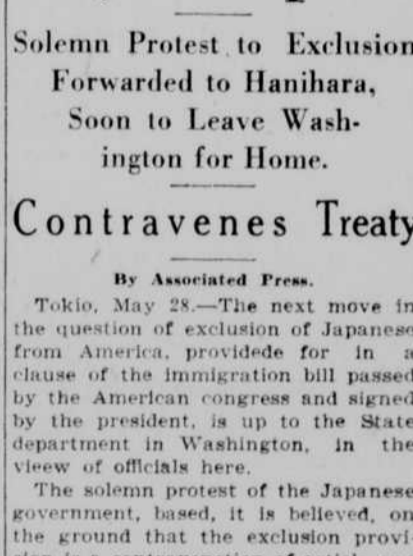 Solemn Protest to Exclusion
Forwarded to Hanihara,
Soon to Leave Wash-
ington for Home.
Contravenes Treaty
By Associated Press.
Tokio, May 28.—The next move in
the question of exclusion of Japanese
from America, providede for in a
clause of the immigration bill passed
by the American congress and signed
by the president, is up to the State
department in Washington, in the
vieew of officials here.
The solemn protest of the Japanese
government, based, it is believed, on
the ground that the exclusion provi-